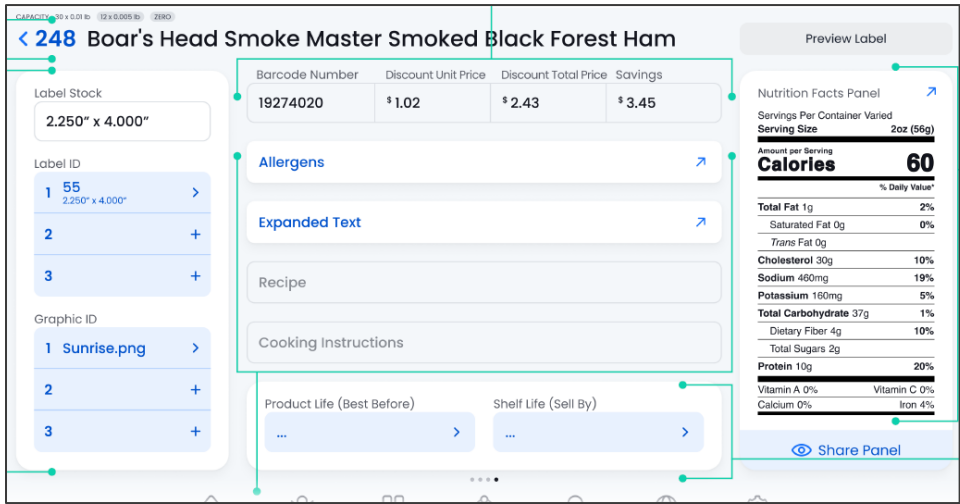 CAPACITY 30 x 0.01 lb 12 x 0.005 lb ZERO
248 Boar's Head Smoke Master Smoked Black Forest Ham
Preview Label
Label Stock
2.250” x 4.000”
Label ID
1 55
2.250” x 4.000”
2
3
Graphic ID
1 Sunrise.png
2
3
Barcode Number Discount Unit Price Discount Total Price Savings
19274020 $ 1.02 $ 2.43 $ 3.45
Allergens
Expanded Text
Recipe
Cooking Instructions
Product Life (Best Before) Shelf Life (Sell By)
... ...
Nutrition Facts Panel
Servings Per Container Varied
Serving Size 2oz (56g)
Amount per Serving
Calories 60
% Daily Value*
Total Fat 1g 2%
Saturated Fat 0g 0%
Trans Fat 0g
Cholesterol 30g 10%
Sodium 460mg 19%
Potassium 160mg 5%
Total Carbohydrate 37g 1%
Dietary Fiber 4g 10%
Total Sugars 2g
Protein 10g 20%
Vitamin A 0% Vitamin C 0%
Calcium 0% Iron 4%
Share Panel